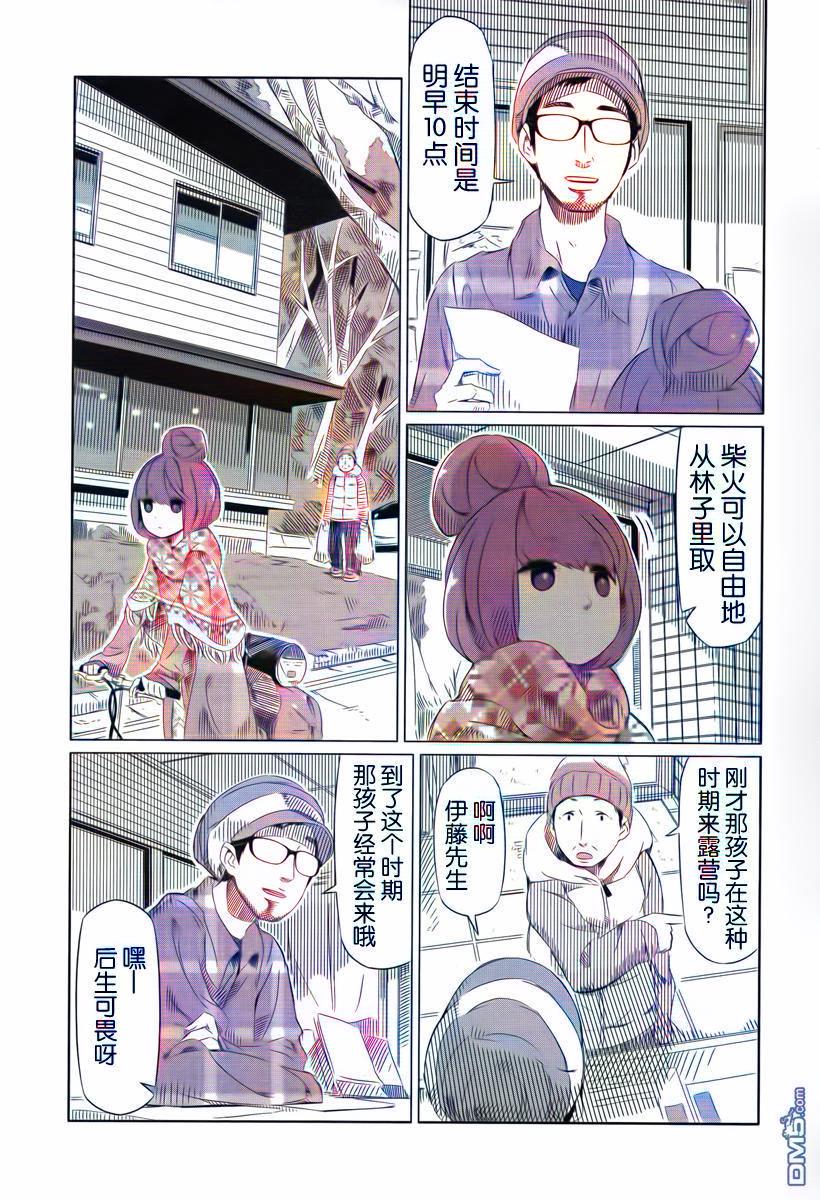 结束时间是
明早10点
柴火可以自由地
从林子里取
刚才那孩子在这种
时期来露营吗?
啊啊
伊藤先生
到了这个时期
那孩子经常会来哦
嘿—
后生可畏呀
DM5.com